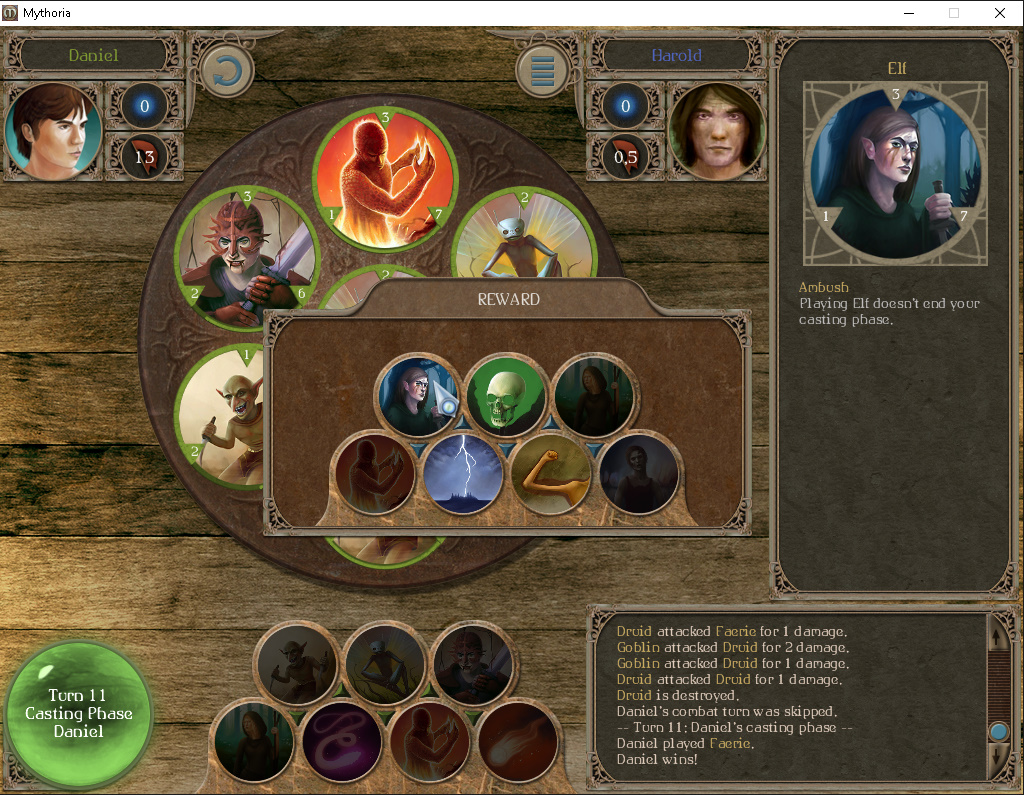 Mythoria
Daniel
Harold
0
13
0
0.5
Elf
3
1
7
Ambush
Playing Elf doesn't end your
casting phase.
3
1
7
3
2
6
2
2
1
2
REWARD
Turn 11
Casting Phase
Daniel
Druid attacked Faerie for 1 damage.
Goblin attacked Druid for 2 damage.
Goblin attacked Druid for 1 damage.
Druid attacked Druid for 1 damage.
Druid is destroyed.
Daniel's combat turn was skipped.
-- Turn 11: Daniel's casting phase --
Daniel played Faerie.
Daniel wins!